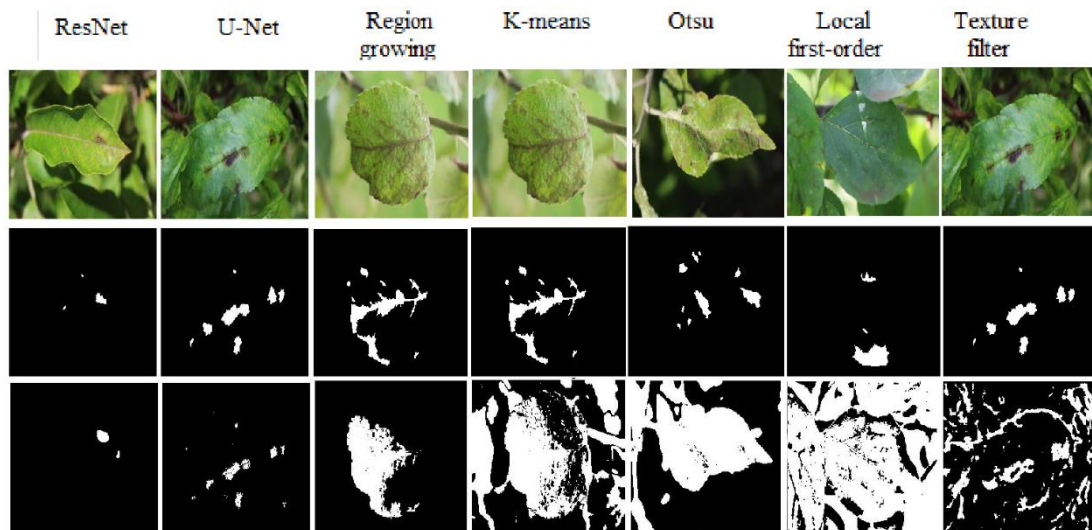 ResNet
U-Net
Region
growing
K-means
Otsu
Local
first-order
Texture
filter